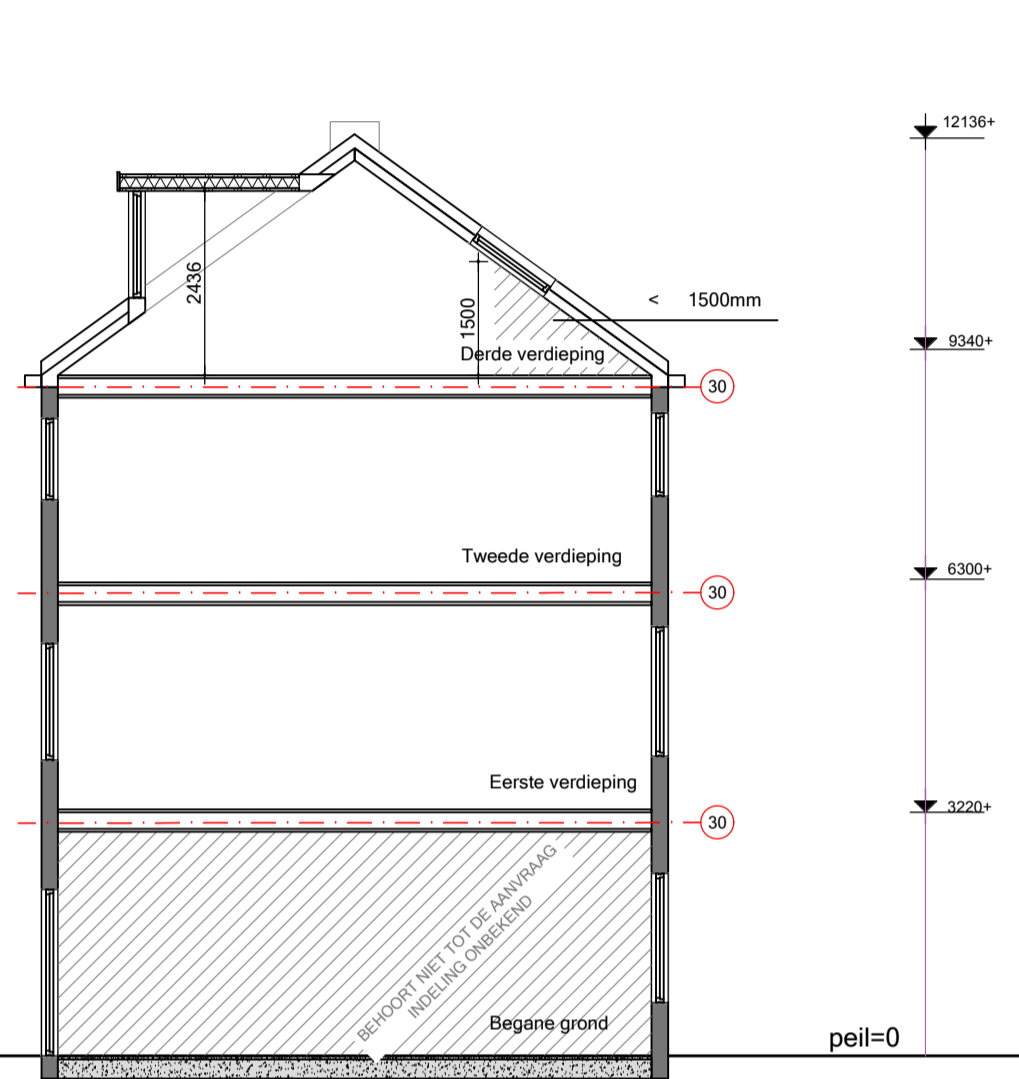 12136+
2436
1500
< 1500mm
9340+
Derde verdieping
30
Tweede verdieping
6300+
30
Eerste verdieping
3220+
30
BEHOORT NIET TOT DE AANVRAAG
INDELING ONBEKEND
Begane grond
peil=0